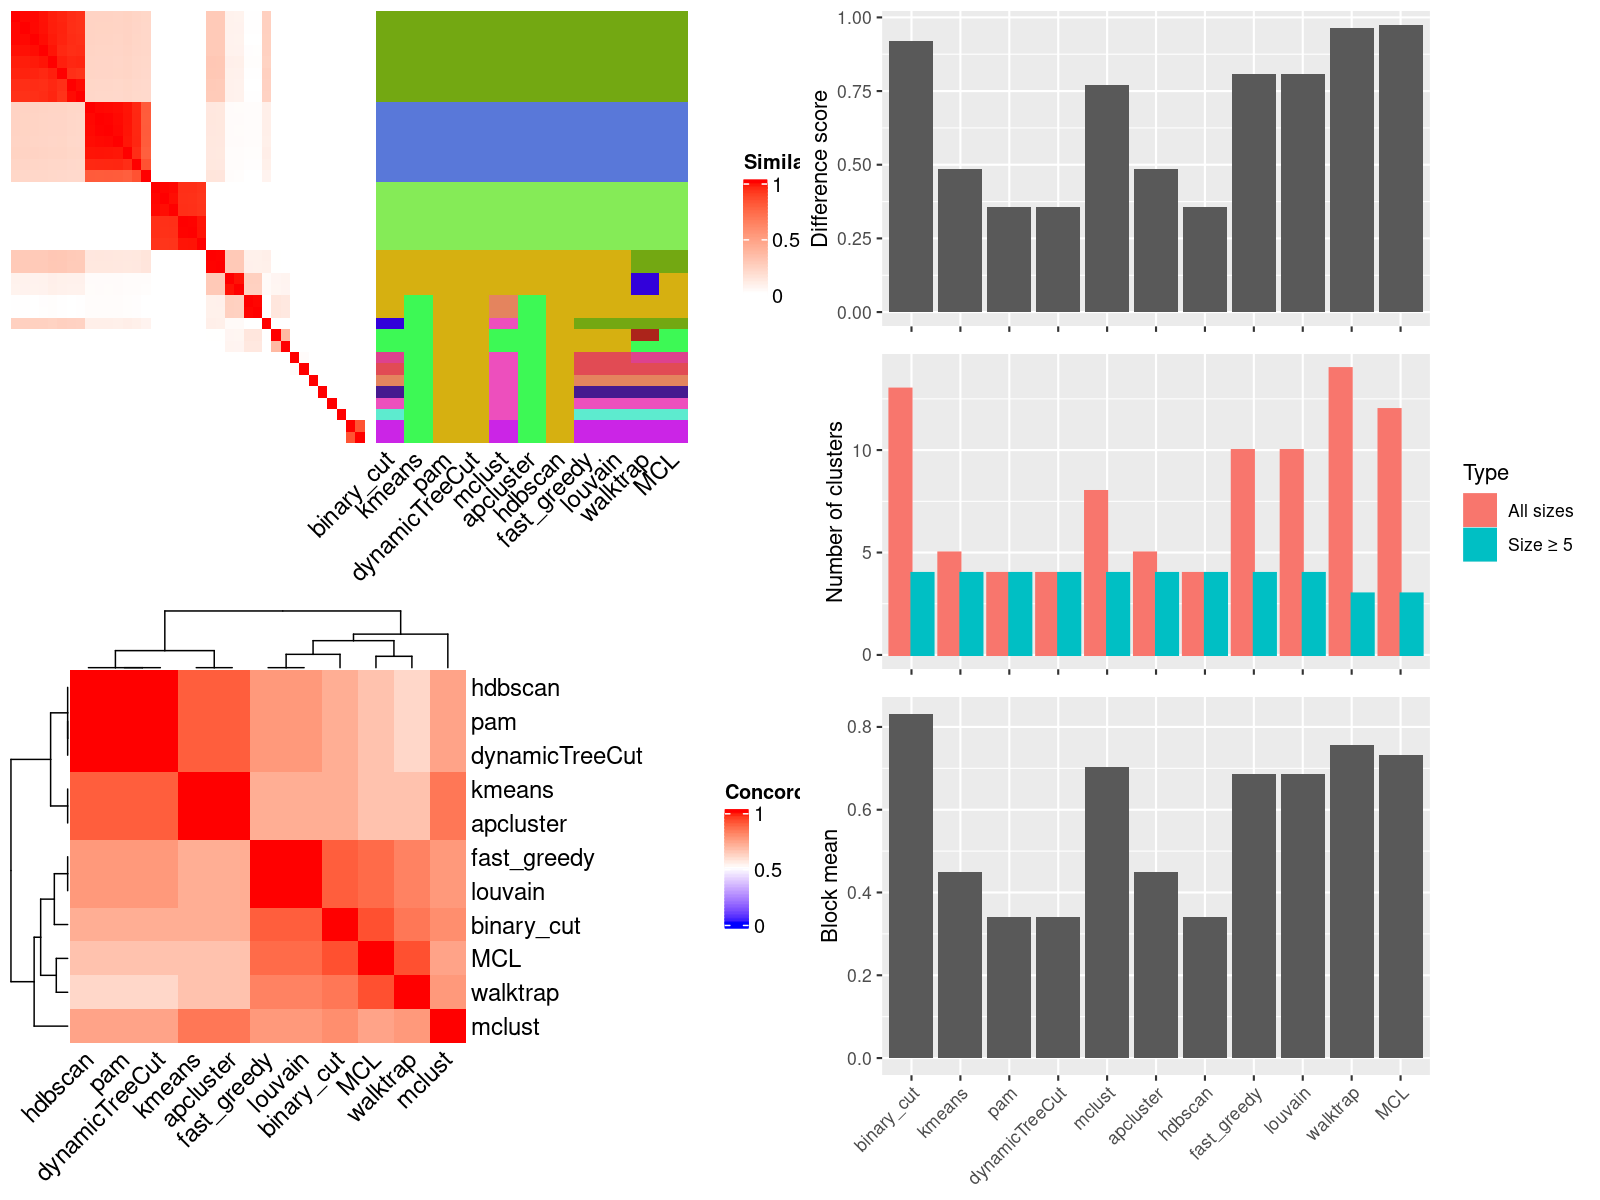 Simila
1
0.5
0
binary_cut
kmeans
pam
dynamicTreeCut
mclust
apcluster
hdbscan
fast_greedy
louvain
walktrap
MCL
hdbscan
pam
dynamicTreeCut
kmeans
apcluster
fast_greedy
louvain
binary_cut
MCL
walktrap
mclust
hdbscan
pam
dynamicTreeCut
kmeans
apcluster
fast_greedy
louvain
binary_cut
MCL
walktrap
mclust
Concord
1
0.5
0
Difference score
1.00
0.75
0.50
0.25
0.00
Number of clusters
10
5
0
Type
All sizes
Size ≥ 5
Block mean
0.8
0.6
0.4
0.2
0.0
binary_cut
kmeans
pam
dynamicTreeCut
mclust
apcluster
hdbscan
fast_greedy
louvain
walktrap
MCL